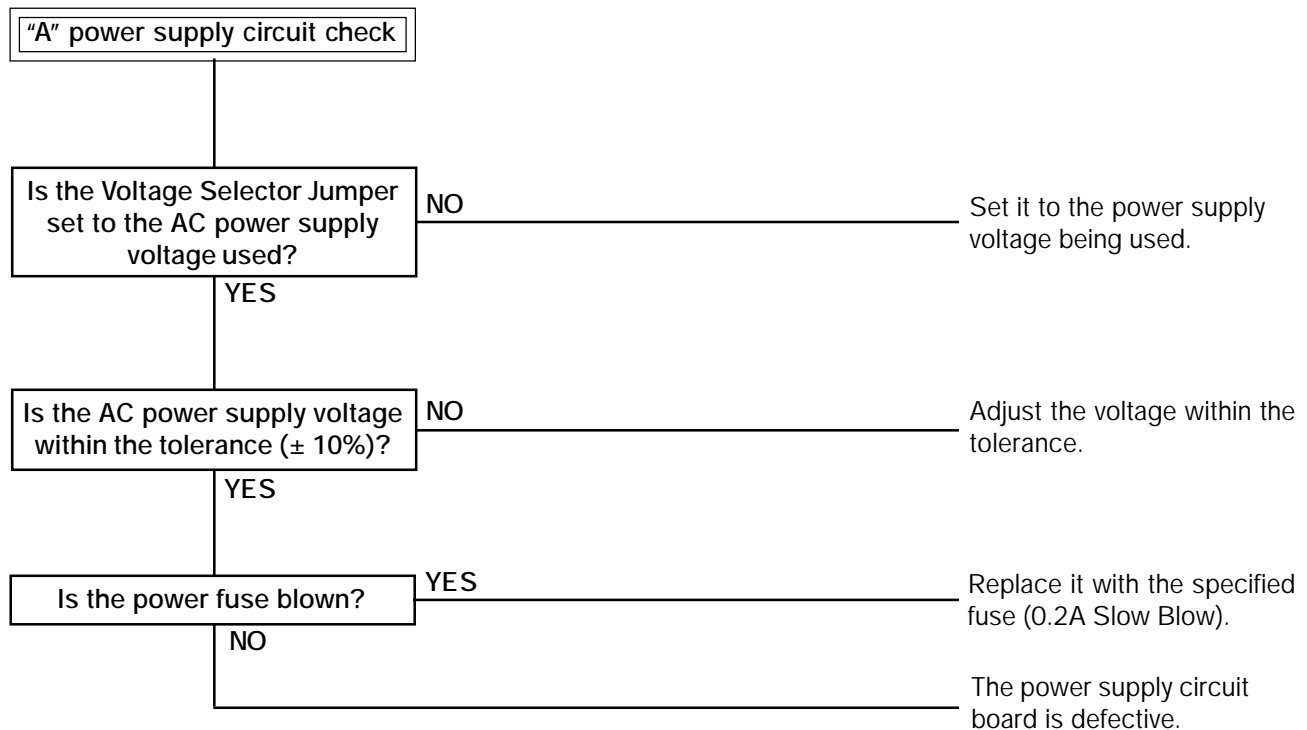 “A” power supply circuit check
Is the Voltage Selector Jumper
set to the AC power supply
voltage used?
NO
Set it to the power supply
voltage being used.
YES
Is the AC power supply voltage
within the tolerance (± 10%)?
NO
Adjust the voltage within the
tolerance.
YES
Is the power fuse blown?
YES
Replace it with the specified
fuse (0.2A Slow Blow).
NO
The power supply circuit
board is defective.